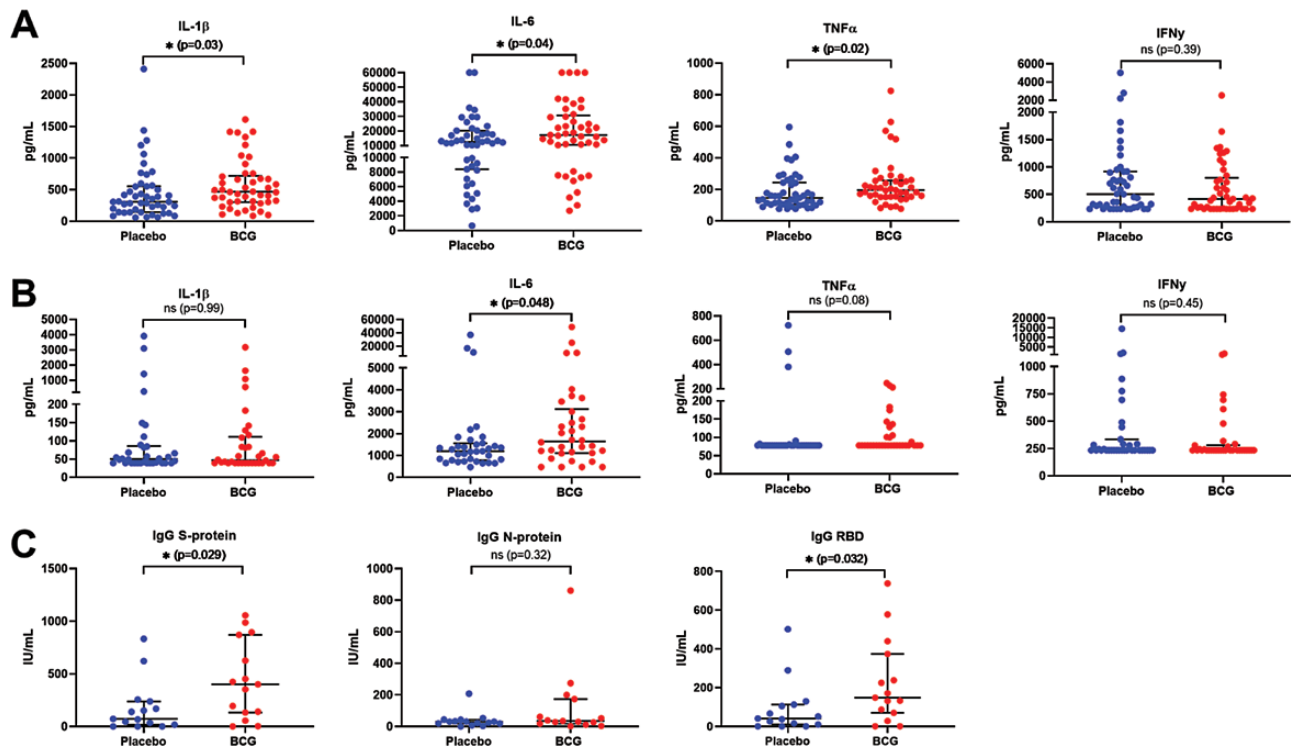 A
IL-1β
* (p=0.03)
pg/mL
2500
2000
1500
1000
500
0
Placebo
BCG
IL-6
* (p=0.04)
pg/mL
60000
50000
40000
30000
20000
10000
10000
8000
6000
4000
2000
0
Placebo
BCG
TNFα
* (p=0.02)
pg/mL
1000
800
600
400
200
0
Placebo
BCG
IFNy
ns (p=0.39)
pg/mL
6000
4000
2000
2000
1500
1000
500
0
Placebo
BCG
B
IL-1β
ns (p=0.99)
pg/mL
5000
4000
3000
2000
1000
200
150
100
50
0
Placebo
BCG
IL-6
* (p=0.048)
pg/mL
60000
40000
20000
5000
4000
3000
2000
1000
0
Placebo
BCG
TNFα
ns (p=0.08)
pg/mL
800
600
400
200
200
150
100
50
0
Placebo
BCG
IFNy
ns (p=0.45)
pg/mL
20000
15000
10000
5000
1000
750
500
250
0
Placebo
BCG
C
IgG S-protein
* (p=0.029)
IU/mL
1500
1000
500
0
Placebo
BCG
IgG N-protein
ns (p=0.32)
IU/mL
1000
800
600
400
200
0
Placebo
BCG
IgG RBD
* (p=0.032)
IU/mL
800
600
400
200
0
Placebo
BCG